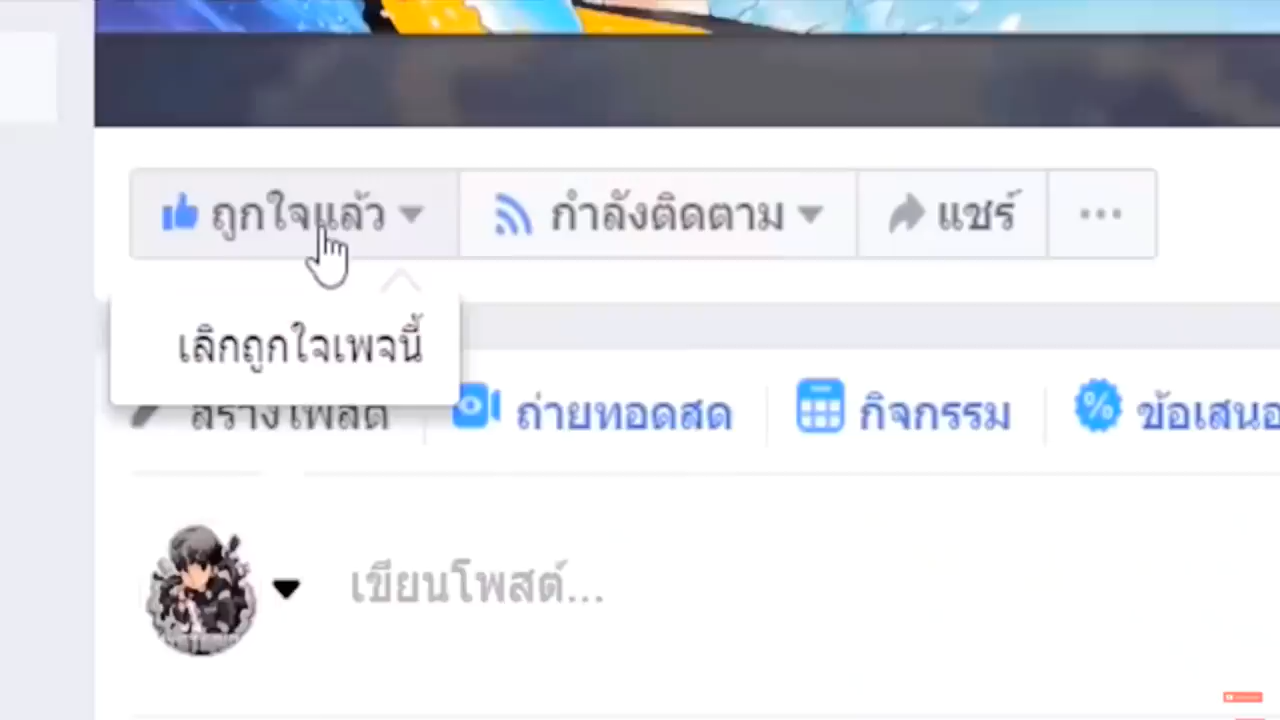 ถูกใจแล้ว กำลังติดตาม แชร์
เลิกถูกใจเพจนี้
สร้างโพสต์ ถ่ายทอดสด กิจกรรม ข้อเสนอ
เขียนโพสต์...